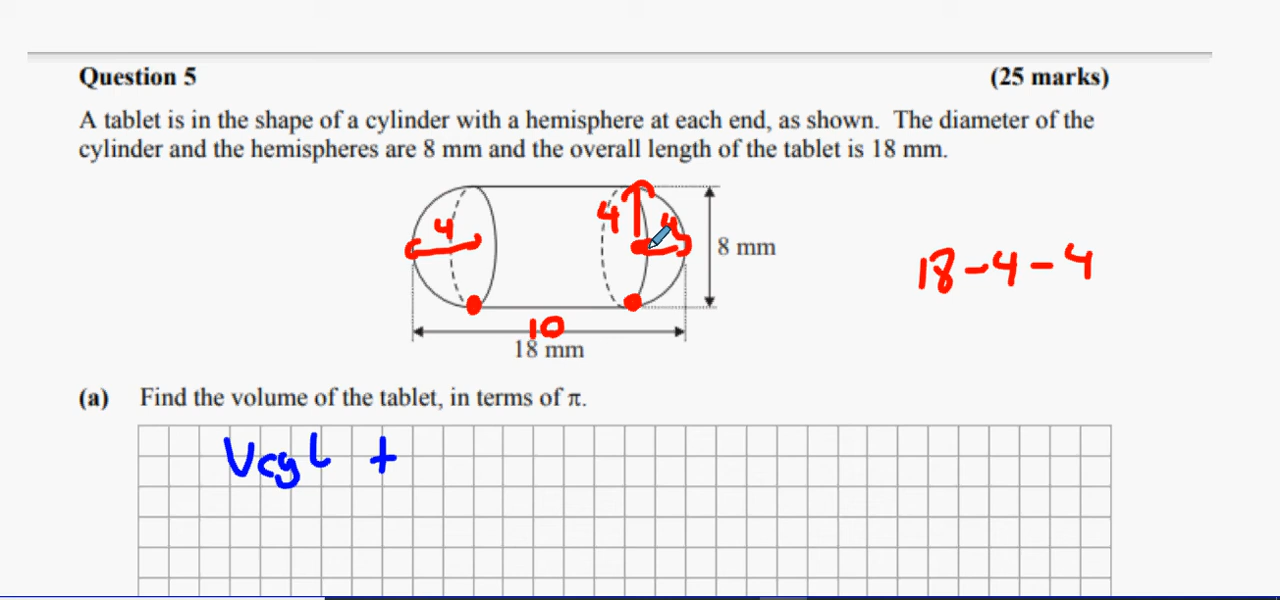 Question 5 (25 marks)
A tablet is in the shape of a cylinder with a hemisphere at each end, as shown. The diameter of the
cylinder and the hemispheres are 8 mm and the overall length of the tablet is 18 mm.
4 4 4
8 mm
18-4-4
10
18 mm
(a) Find the volume of the tablet, in terms of π.
Vcyl +